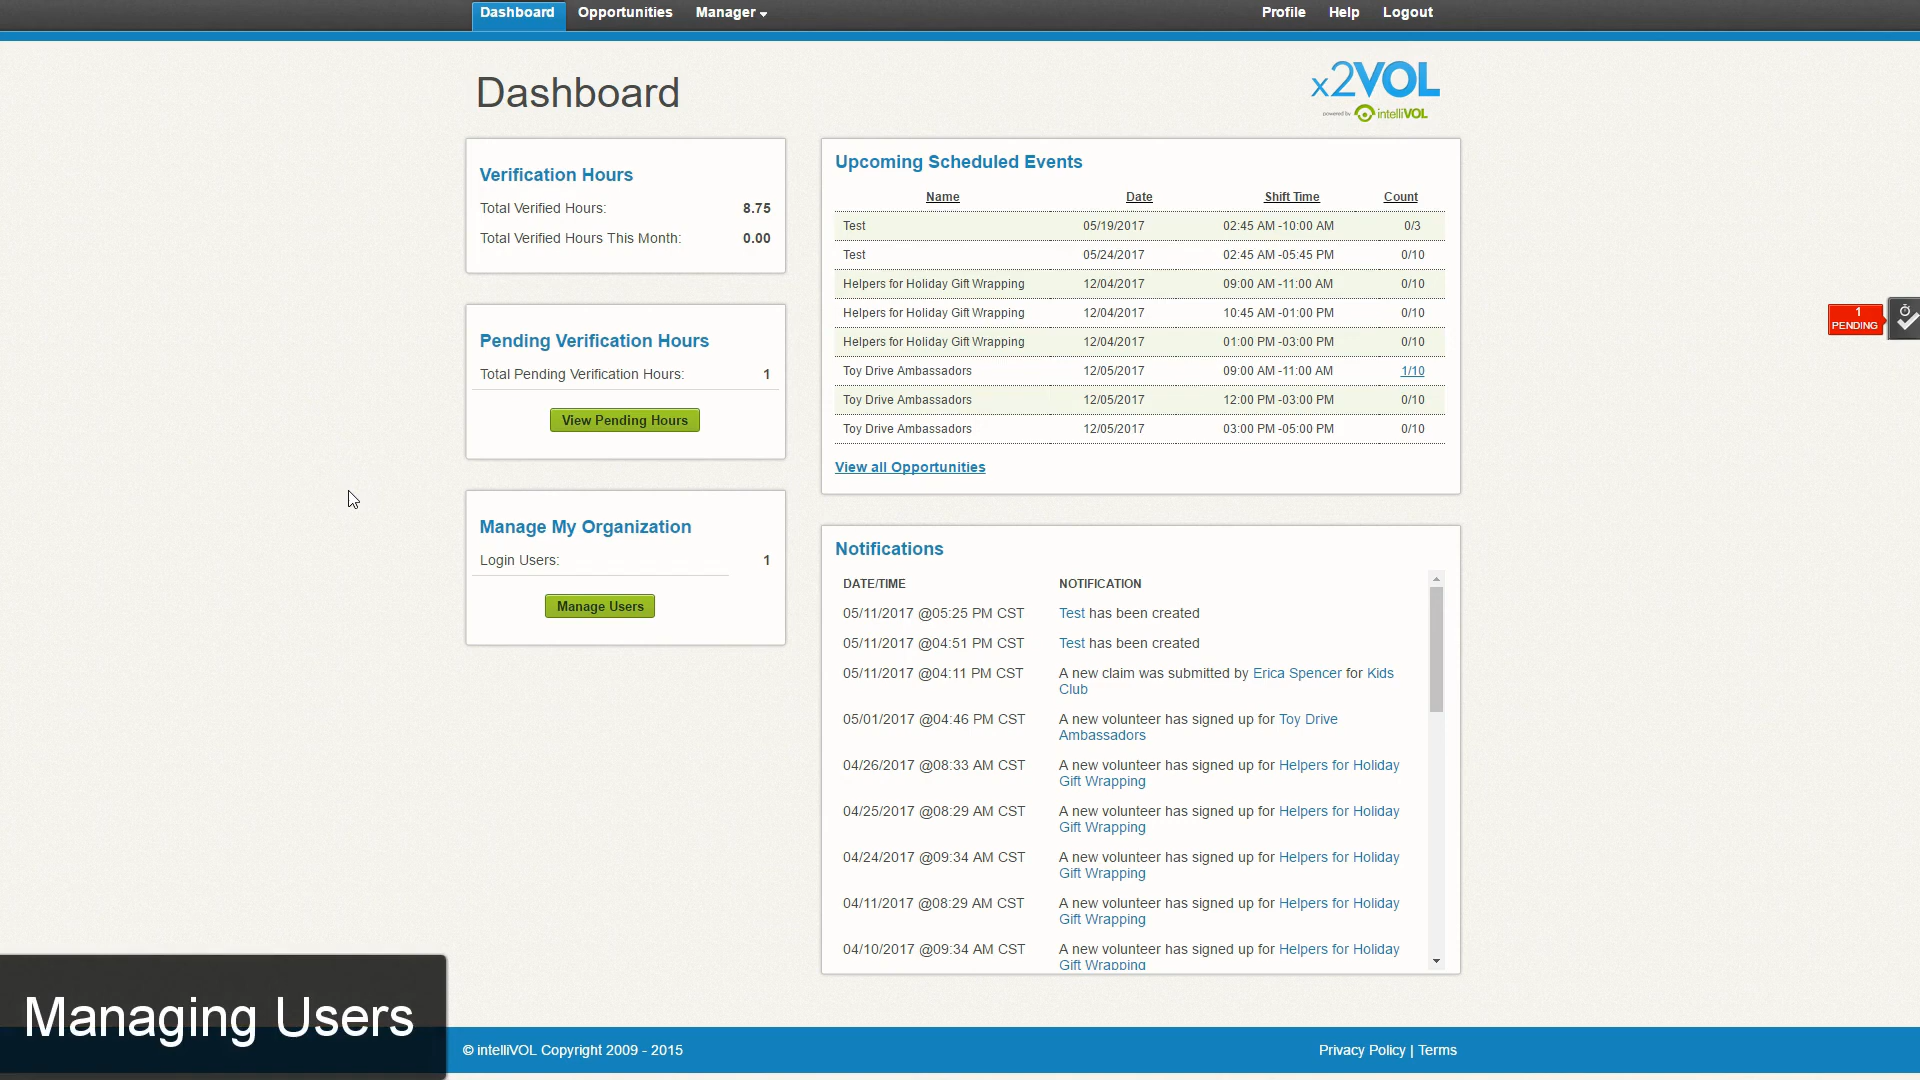 Dashboard Opportunities Manager Profile Help Logout
Dashboard
x2VOL
powered by intelliVOL
Verification Hours
Total Verified Hours: 8.75
Total Verified Hours This Month: 0.00
Pending Verification Hours
Total Pending Verification Hours: 1
View Pending Hours
Manage My Organization
Login Users: 1
Manage Users
Upcoming Scheduled Events
Name Date Shift Time Count
Test 05/19/2017 02:45 AM -10:00 AM 0/3
Test 05/24/2017 02:45 AM -05:45 PM 0/10
Helpers for Holiday Gift Wrapping 12/04/2017 09:00 AM -11:00 AM 0/10
Helpers for Holiday Gift Wrapping 12/04/2017 10:45 AM -01:00 PM 0/10
Helpers for Holiday Gift Wrapping 12/04/2017 01:00 PM -03:00 PM 0/10
Toy Drive Ambassadors 12/05/2017 09:00 AM -11:00 AM 1/10
Toy Drive Ambassadors 12/05/2017 12:00 PM -03:00 PM 0/10
Toy Drive Ambassadors 12/05/2017 03:00 PM -05:00 PM 0/10
View all Opportunities
1
PENDING
Notifications
DATE/TIME NOTIFICATION
05/11/2017 @05:25 PM CST Test has been created
05/11/2017 @04:51 PM CST Test has been created
05/11/2017 @04:11 PM CST A new claim was submitted by Erica Spencer for Kids
Club
05/01/2017 @04:46 PM CST A new volunteer has signed up for Toy Drive
Ambassadors
04/26/2017 @08:33 AM CST A new volunteer has signed up for Helpers for Holiday
Gift Wrapping
04/25/2017 @08:29 AM CST A new volunteer has signed up for Helpers for Holiday
Gift Wrapping
04/24/2017 @09:34 AM CST A new volunteer has signed up for Helpers for Holiday
Gift Wrapping
04/11/2017 @08:29 AM CST A new volunteer has signed up for Helpers for Holiday
Gift Wrapping
04/10/2017 @09:34 AM CST A new volunteer has signed up for Helpers for Holiday
Gift Wrapping
Managing Users
© intelliVOL Copyright 2009 - 2015 Privacy Policy | Terms